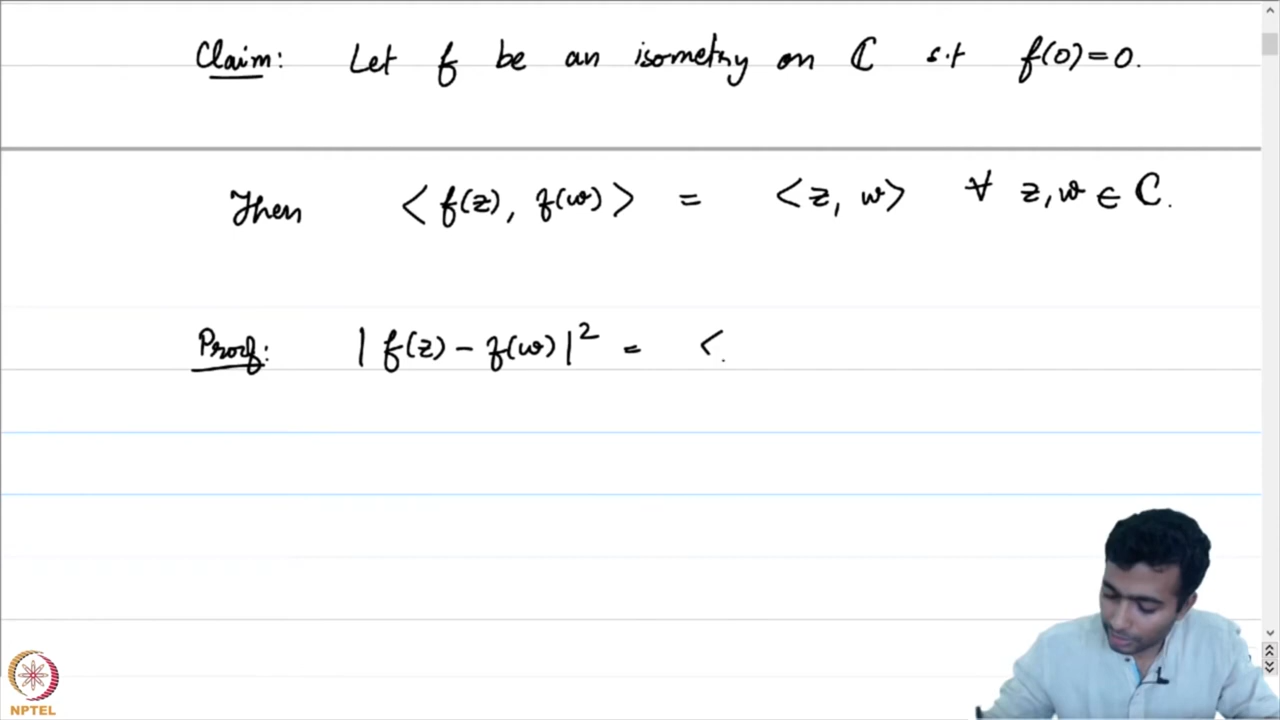 Claim: Let f be an isometry on ℂ s.t f(0)=0.
Then <f(z), f(w)> = <z, w> ∀ z, w ∈ ℂ.
Proof: |f(z) - f(w)|² = <
NPTEL